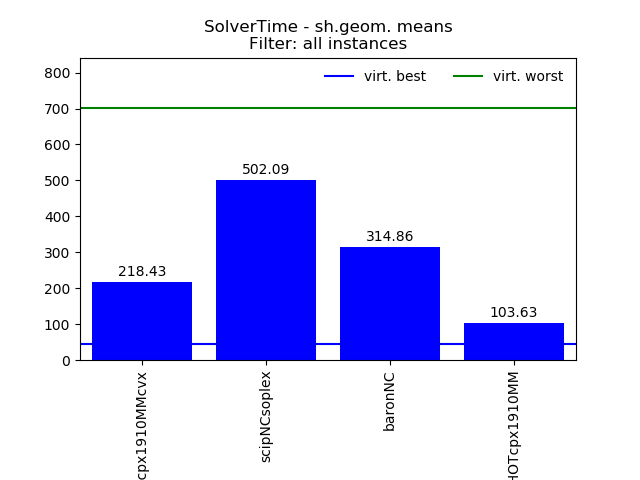 SolverTime - sh.geom. means
Filter: all instances
virt. best virt. worst
800
700
600
500
400
300
200
100
0
218.43
502.09
314.86
103.63
cpx1910MMcvx
scipNCsoplex
baronNC
HOTcpx1910MM